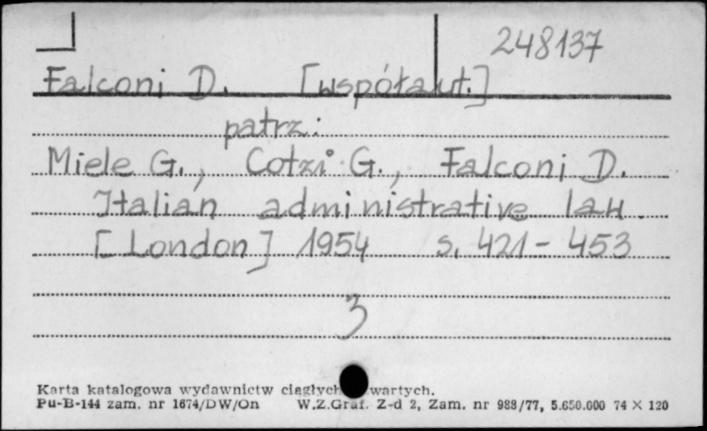 248137
Falconi D. [współaut.]
patrz:
Miele G., Cotzi G., Falconi D.
Italian administrative law.
[London] 1954 s. 421-453
3
Karta katalogowa wydawnictw ciągłych zwartych.
Pu-B-144 zam. nr 1674/DW/On W.Z.Graf. Z-d 2, Zam. nr 988/77, 5.650.000 74 × 120